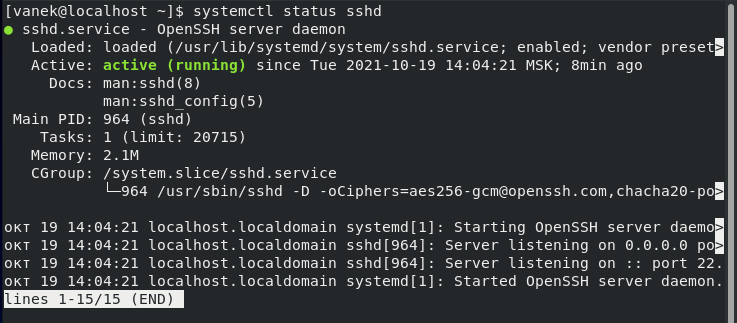 [vanek@localhost ~]$ systemctl status sshd
● sshd.service - OpenSSH server daemon
   Loaded: loaded (/usr/lib/systemd/system/sshd.service; enabled; vendor preset>
   Active: active (running) since Tue 2021-10-19 14:04:21 MSK; 8min ago
     Docs: man:sshd(8)
           man:sshd_config(5)
 Main PID: 964 (sshd)
    Tasks: 1 (limit: 20715)
   Memory: 2.1M
   CGroup: /system.slice/sshd.service
           └─964 /usr/sbin/sshd -D -oCiphers=aes256-gcm@openssh.com,chacha20-po>

окт 19 14:04:21 localhost.localdomain systemd[1]: Starting OpenSSH server daemo>
окт 19 14:04:21 localhost.localdomain sshd[964]: Server listening on 0.0.0.0 po>
окт 19 14:04:21 localhost.localdomain sshd[964]: Server listening on :: port 22.
окт 19 14:04:21 localhost.localdomain systemd[1]: Started OpenSSH server daemon.
lines 1-15/15 (END)